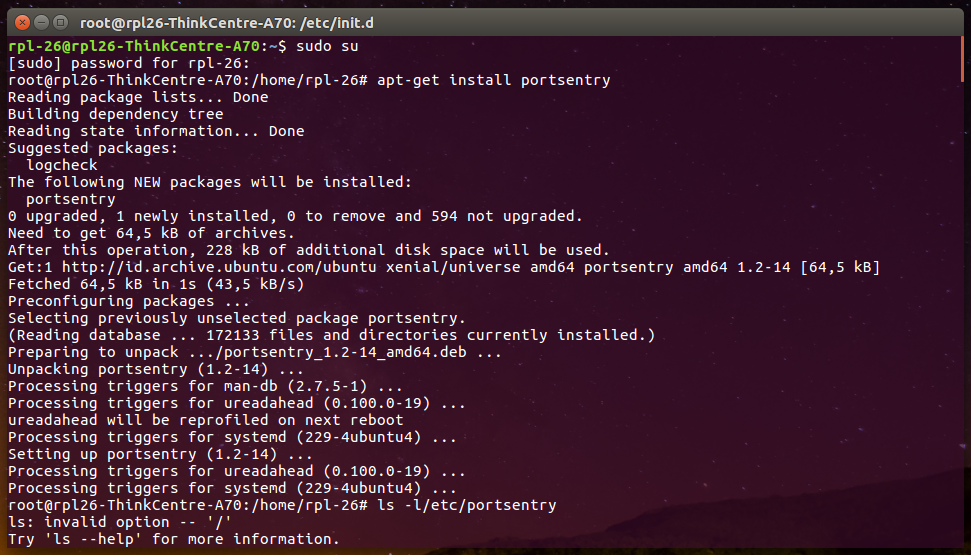 root@rpl26-ThinkCentre-A70: /etc/init.d
rpl-26@rpl26-ThinkCentre-A70:~$ sudo su
[sudo] password for rpl-26:
root@rpl26-ThinkCentre-A70:/home/rpl-26# apt-get install portsentry
Reading package lists... Done
Building dependency tree
Reading state information... Done
Suggested packages:
  logcheck
The following NEW packages will be installed:
  portsentry
0 upgraded, 1 newly installed, 0 to remove and 594 not upgraded.
Need to get 64,5 kB of archives.
After this operation, 228 kB of additional disk space will be used.
Get:1 http://id.archive.ubuntu.com/ubuntu xenial/universe amd64 portsentry amd64 1.2-14 [64,5 kB]
Fetched 64,5 kB in 1s (43,5 kB/s)
Preconfiguring packages ...
Selecting previously unselected package portsentry.
(Reading database ... 172133 files and directories currently installed.)
Preparing to unpack .../portsentry_1.2-14_amd64.deb ...
Unpacking portsentry (1.2-14) ...
Processing triggers for man-db (2.7.5-1) ...
Processing triggers for ureadahead (0.100.0-19) ...
ureadahead will be reprofiled on next reboot
Processing triggers for systemd (229-4ubuntu4) ...
Setting up portsentry (1.2-14) ...
Processing triggers for ureadahead (0.100.0-19) ...
Processing triggers for systemd (229-4ubuntu4) ...
root@rpl26-ThinkCentre-A70:/home/rpl-26# ls -l/etc/portsentry
ls: invalid option -- '/'
Try 'ls --help' for more information.